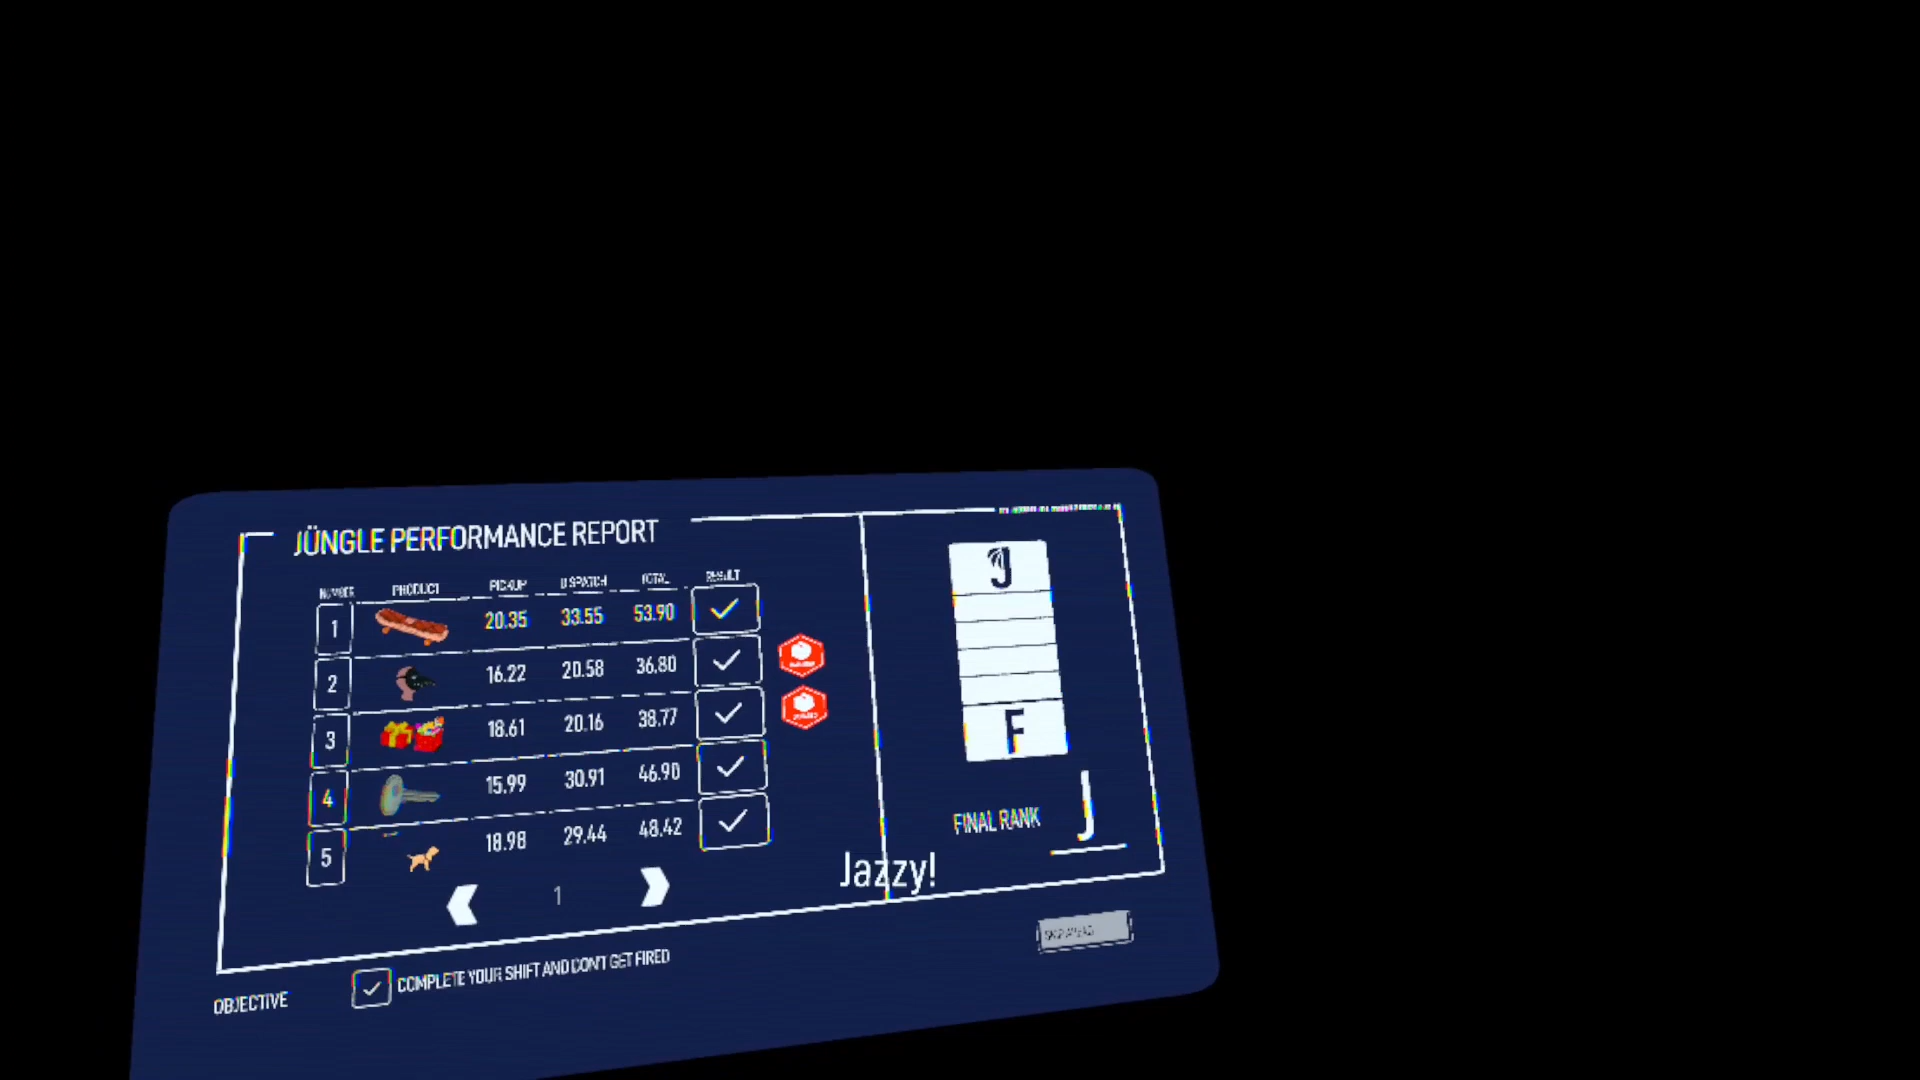 JÜNGLE PERFORMANCE REPORT
NUMBER PRODUCT PICKUP DISPATCH TOTAL RESULT
1 20.35 33.55 53.90
2 16.22 20.58 36.80
3 18.61 20.16 38.77
4 15.99 30.91 46.90
5 18.98 29.44 48.42
1
J
F
FINAL RANK J
Jazzy!
OBJECTIVE COMPLETE YOUR SHIFT AND DON'T GET FIRED